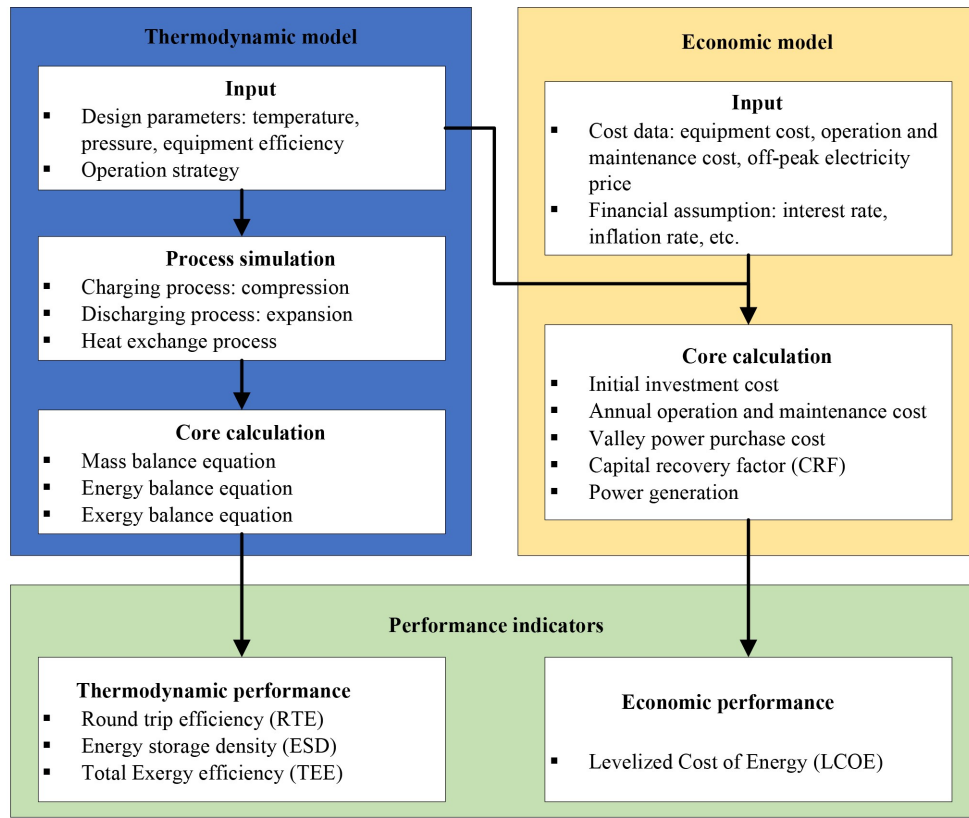 Thermodynamic model
Input
▪ Design parameters: temperature,
pressure, equipment efficiency
▪ Operation strategy
Process simulation
▪ Charging process: compression
▪ Discharging process: expansion
▪ Heat exchange process
Core calculation
▪ Mass balance equation
▪ Energy balance equation
▪ Exergy balance equation
Economic model
Input
▪ Cost data: equipment cost, operation and
maintenance cost, off-peak electricity
price
▪ Financial assumption: interest rate,
inflation rate, etc.
Core calculation
▪ Initial investment cost
▪ Annual operation and maintenance cost
▪ Valley power purchase cost
▪ Capital recovery factor (CRF)
▪ Power generation
Performance indicators
Thermodynamic performance
▪ Round trip efficiency (RTE)
▪ Energy storage density (ESD)
▪ Total Exergy efficiency (TEE)
Economic performance
▪ Levelized Cost of Energy (LCOE)